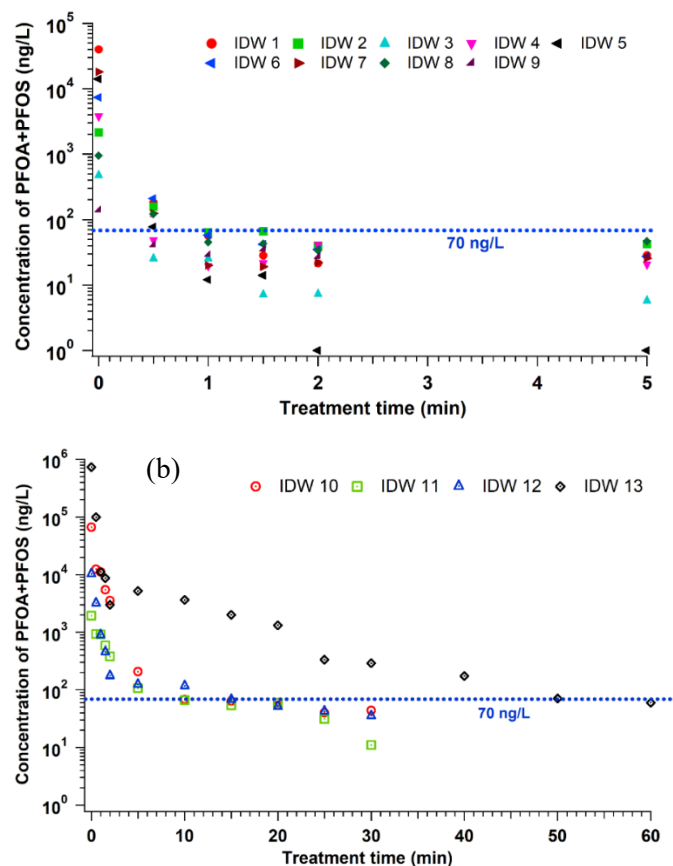 Concentration of PFOA+PFOS (ng/L)
10^5
10^4
10^3
10^2
10^1
10^0
IDW 1 IDW 2 IDW 3 IDW 4 IDW 5
IDW 6 IDW 7 IDW 8 IDW 9
70 ng/L
0 1 2 3 4 5
Treatment time (min)
Concentration of PFOA+PFOS (ng/L)
10^6
10^5
10^4
10^3
10^2
10^1
10^0
(b)
IDW 10 IDW 11 IDW 12 IDW 13
70 ng/L
0 10 20 30 40 50 60
Treatment time (min)